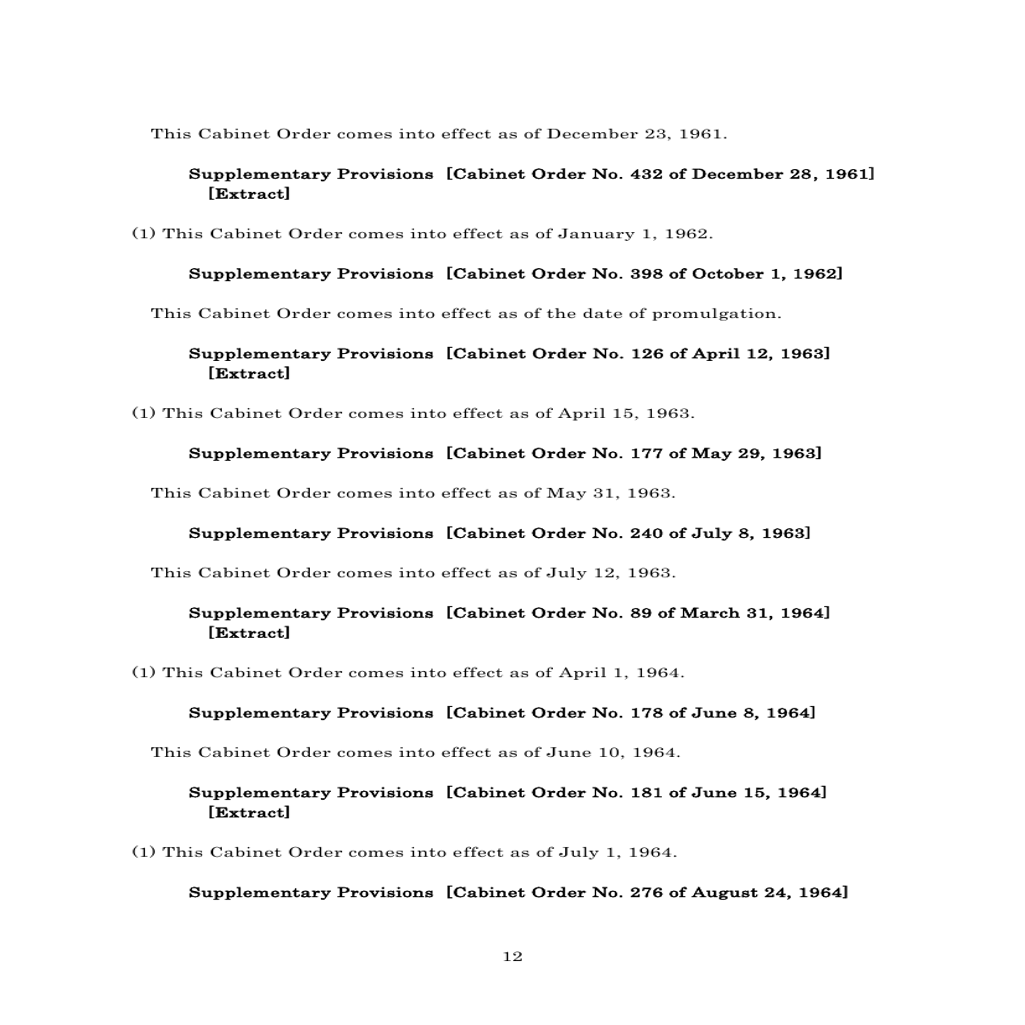 This Cabinet Order comes into effect as of December 23, 1961.
Supplementary Provisions [Cabinet Order No. 432 of December 28, 1961]
[Extract]
(1) This Cabinet Order comes into effect as of January 1, 1962.
Supplementary Provisions [Cabinet Order No. 398 of October 1, 1962]
This Cabinet Order comes into effect as of the date of promulgation.
Supplementary Provisions [Cabinet Order No. 126 of April 12, 1963]
[Extract]
(1) This Cabinet Order comes into effect as of April 15, 1963.
Supplementary Provisions [Cabinet Order No. 177 of May 29, 1963]
This Cabinet Order comes into effect as of May 31, 1963.
Supplementary Provisions [Cabinet Order No. 240 of July 8, 1963]
This Cabinet Order comes into effect as of July 12, 1963.
Supplementary Provisions [Cabinet Order No. 89 of March 31, 1964]
[Extract]
(1) This Cabinet Order comes into effect as of April 1, 1964.
Supplementary Provisions [Cabinet Order No. 178 of June 8, 1964]
This Cabinet Order comes into effect as of June 10, 1964.
Supplementary Provisions [Cabinet Order No. 181 of June 15, 1964]
[Extract]
(1) This Cabinet Order comes into effect as of July 1, 1964.
Supplementary Provisions [Cabinet Order No. 276 of August 24, 1964]
12